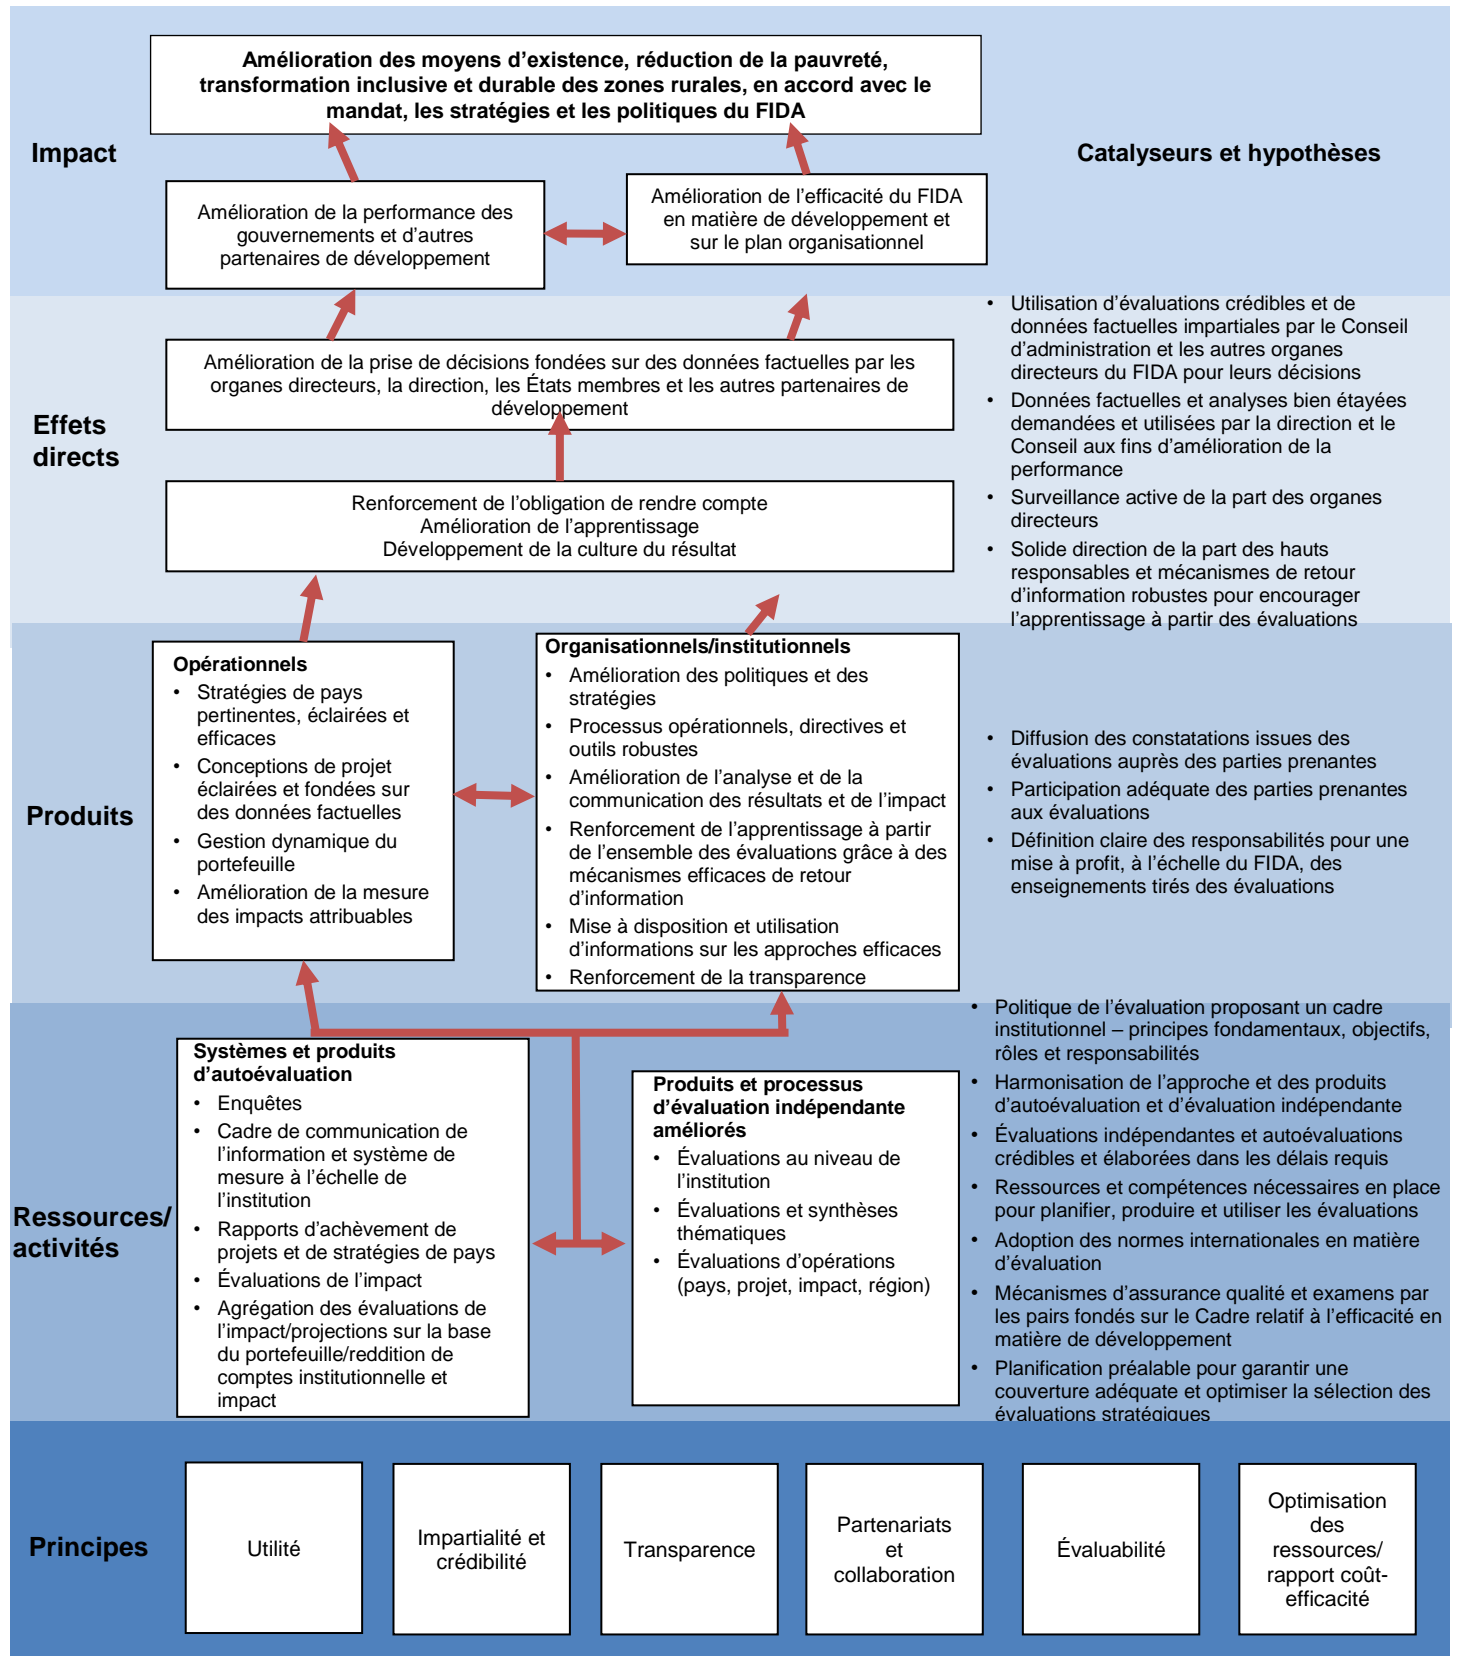 Amélioration des moyens d’existence, réduction de la pauvreté,
transformation inclusive et durable des zones rurales, en accord avec le
mandat, les stratégies et les politiques du FIDA
Impact
Catalyseurs et hypothèses
Amélioration de la performance des
gouvernements et d’autres
partenaires de développement
Amélioration de l’efficacité du FIDA
en matière de développement et
sur le plan organisationnel
Effets
directs
Amélioration de la prise de décisions fondées sur des données factuelles par les
organes directeurs, la direction, les États membres et les autres partenaires de
développement
Renforcement de l’obligation de rendre compte
Amélioration de l’apprentissage
Développement de la culture du résultat
• Utilisation d’évaluations crédibles et de
données factuelles impartiales par le Conseil
d’administration et les autres organes
directeurs du FIDA pour leurs décisions
• Données factuelles et analyses bien étayées
demandées et utilisées par la direction et le
Conseil aux fins d’amélioration de la
performance
• Surveillance active de la part des organes
directeurs
• Solide direction de la part des hauts
responsables et mécanismes de retour
d’information robustes pour encourager
l’apprentissage à partir des évaluations
Produits
Opérationnels
• Stratégies de pays
pertinentes, éclairées et
efficaces
• Conceptions de projet
éclairées et fondées sur
des données factuelles
• Gestion dynamique du
portefeuille
• Amélioration de la mesure
des impacts attribuables
Organisationnels/institutionnels
• Amélioration des politiques et des
stratégies
• Processus opérationnels, directives et
outils robustes
• Amélioration de l’analyse et de la
communication des résultats et de l’impact
• Renforcement de l’apprentissage à partir
de l’ensemble des évaluations grâce à des
mécanismes efficaces de retour
d’information
• Mise à disposition et utilisation
d’informations sur les approches efficaces
• Renforcement de la transparence
• Diffusion des constatations issues des
évaluations auprès des parties prenantes
• Participation adéquate des parties prenantes
aux évaluations
• Définition claire des responsabilités pour une
mise à profit, à l’échelle du FIDA, des
enseignements tirés des évaluations
Ressources/
activités
Systèmes et produits
d’autoévaluation
• Enquêtes
• Cadre de communication de
l’information et système de
mesure à l’échelle de
l’institution
• Rapports d’achèvement de
projets et de stratégies de pays
• Évaluations de l’impact
• Agrégation des évaluations de
l’impact/projections sur la base
du portefeuille/reddition de
comptes institutionnelle et
impact
Produits et processus
d’évaluation indépendante
améliorés
• Évaluations au niveau de
l’institution
• Évaluations et synthèses
thématiques
• Évaluations d’opérations
(pays, projet, impact, région)
• Politique de l’évaluation proposant un cadre
institutionnel – principes fondamentaux, objectifs,
rôles et responsabilités
• Harmonisation de l’approche et des produits
d’autoévaluation et d’évaluation indépendante
• Évaluations indépendantes et autoévaluations
crédibles et élaborées dans les délais requis
• Ressources et compétences nécessaires en place
pour planifier, produire et utiliser les évaluations
• Adoption des normes internationales en matière
d’évaluation
• Mécanismes d’assurance qualité et examens par
les pairs fondés sur le Cadre relatif à l’efficacité en
matière de développement
• Planification préalable pour garantir une
couverture adéquate et optimiser la sélection des
évaluations stratégiques
Principes
Utilité
Impartialité et
crédibilité
Transparence
Partenariats
et
collaboration
Évaluabilité
Optimisation
des
ressources/
rapport coût-
efficacité